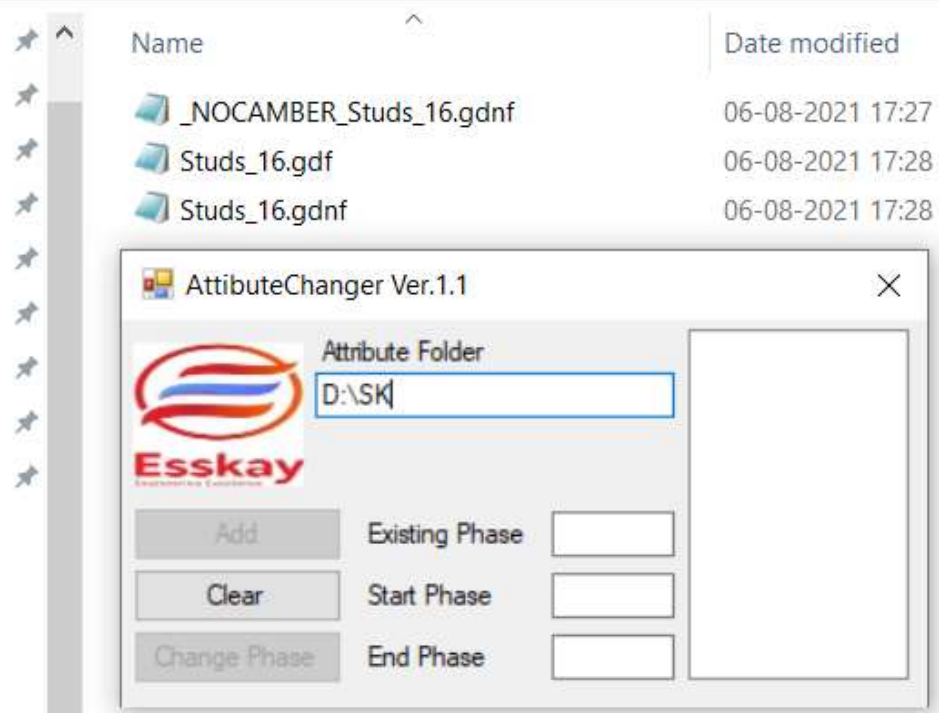 Name Date modified
_NOCAMBER_Studs_16.gdnf 06-08-2021 17:27
Studs_16.gdf 06-08-2021 17:28
Studs_16.gdnf 06-08-2021 17:28
AttibuteChanger Ver.1.1
Attribute Folder
D:\SK
Esskay
Add Existing Phase
Clear Start Phase
Change Phase End Phase